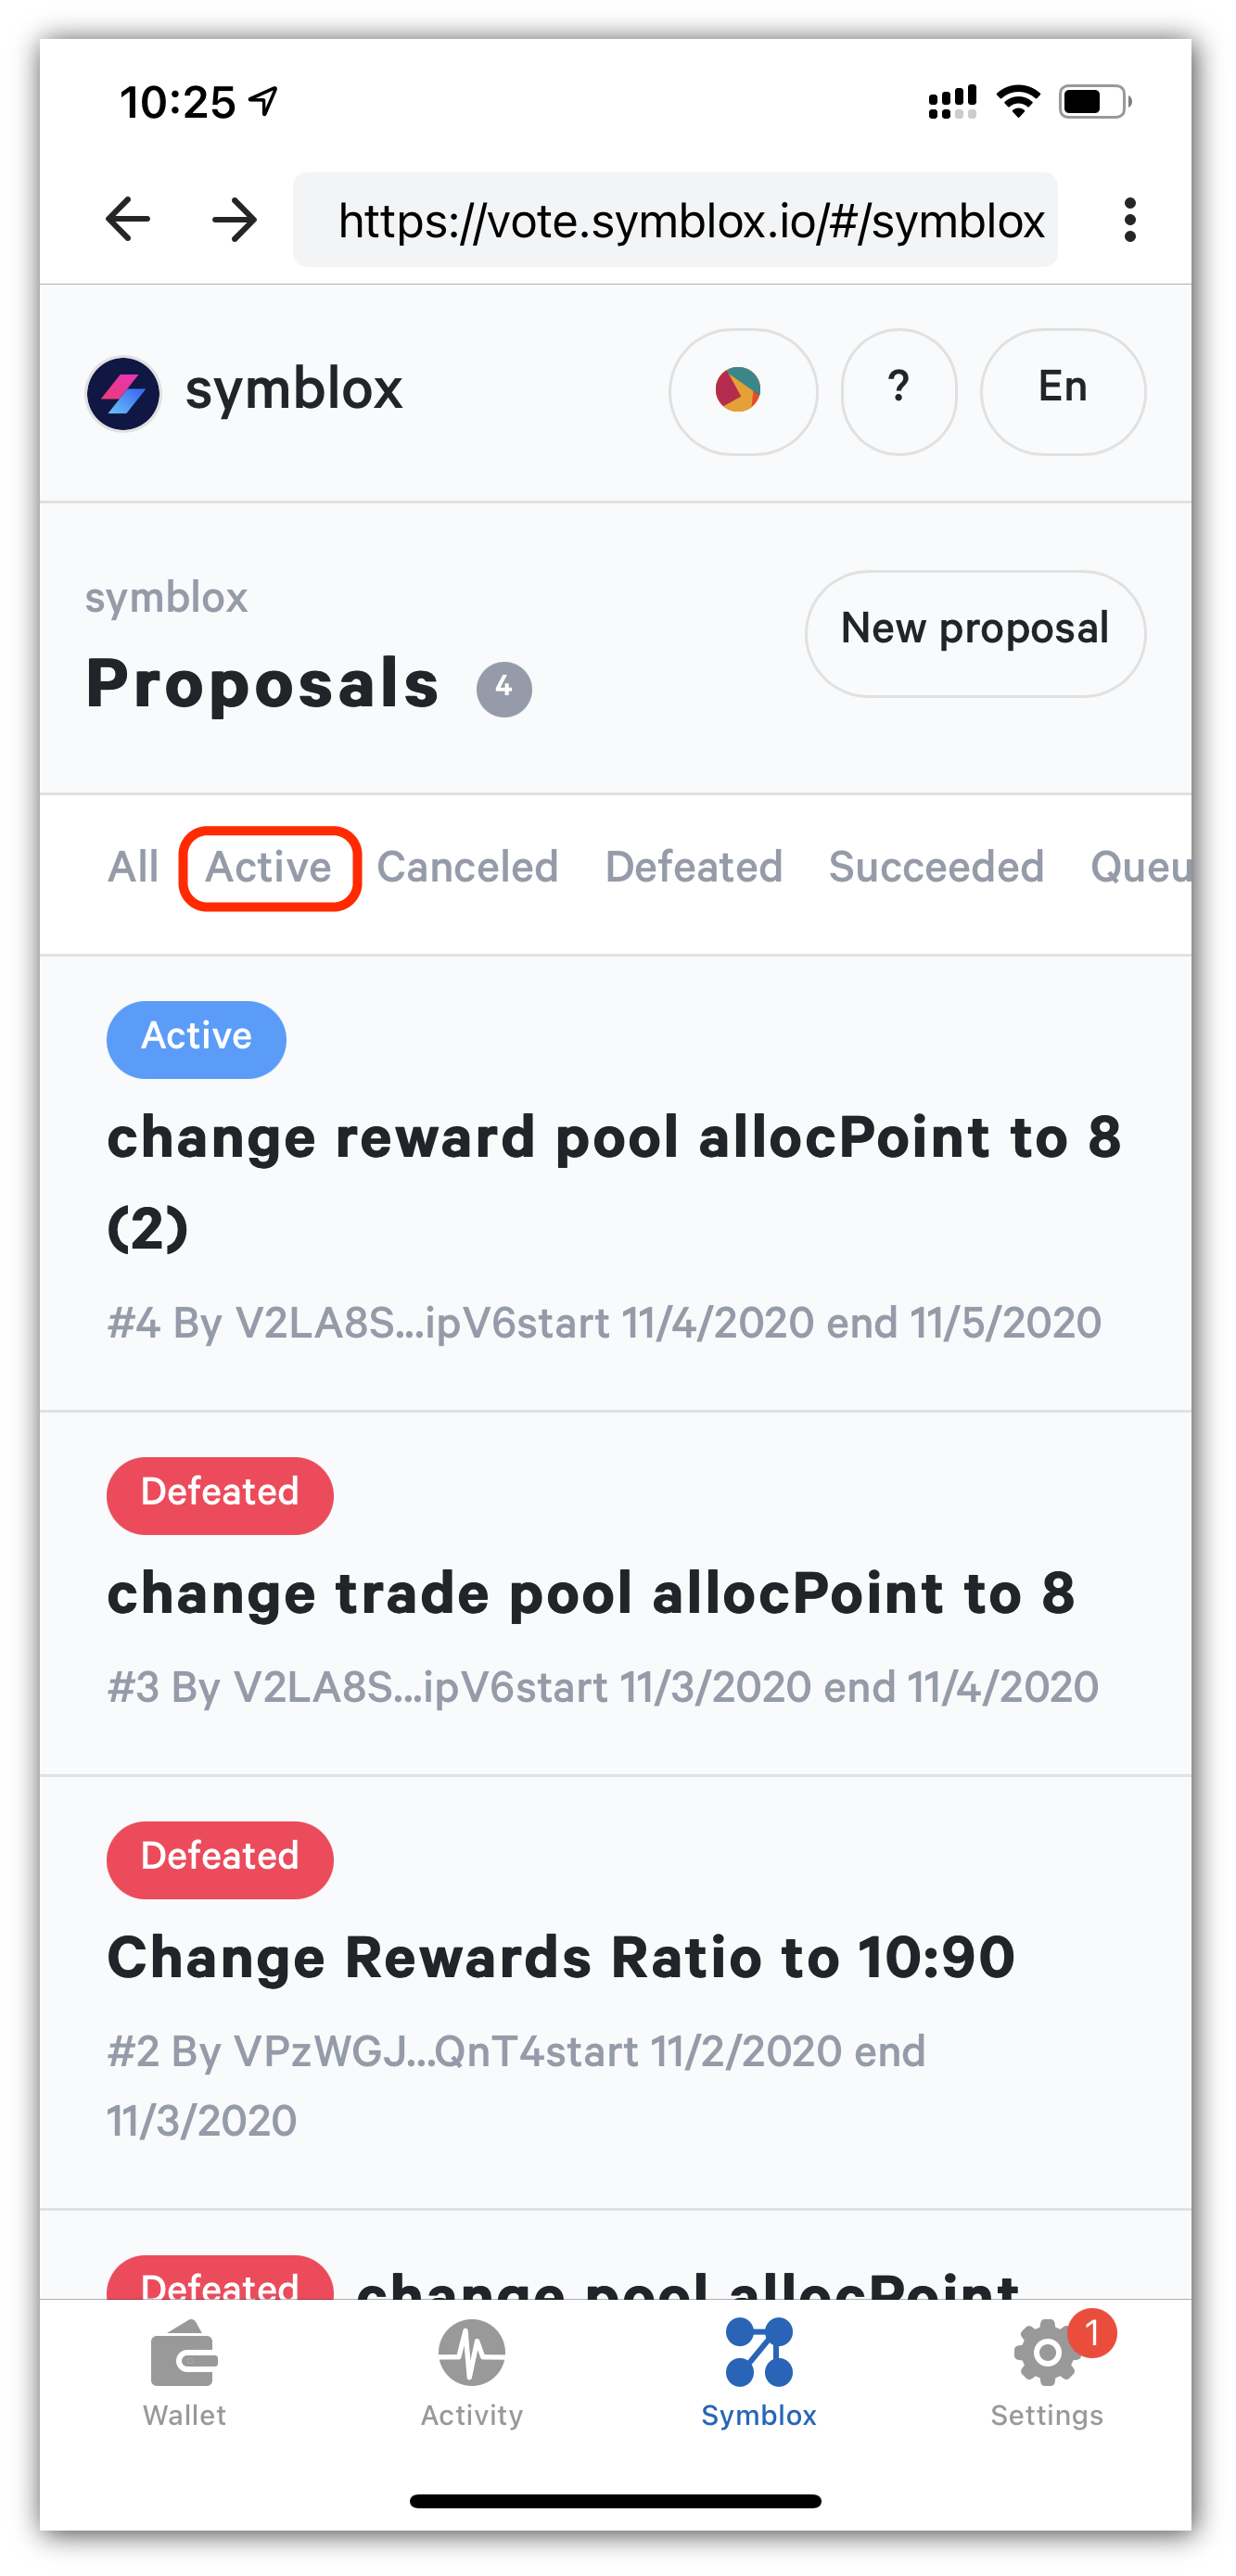 10:25
https://vote.symblox.io/#/symblox
symblox
?
En
symblox
New proposal
Proposals
4
All
Active
Canceled
Defeated
Succeeded
Queu
Active
change reward pool allocPoint to 8
(2)
#4 By V2LA8S...ipV6start 11/4/2020 end 11/5/2020
Defeated
change trade pool allocPoint to 8
#3 By V2LA8S...ipV6start 11/3/2020 end 11/4/2020
Defeated
Change Rewards Ratio to 10:90
#2 By VPzWGJ...QnT4start 11/2/2020 end
11/3/2020
Defeated change pool allocPoint
1
Wallet
Activity
Symblox
Settings